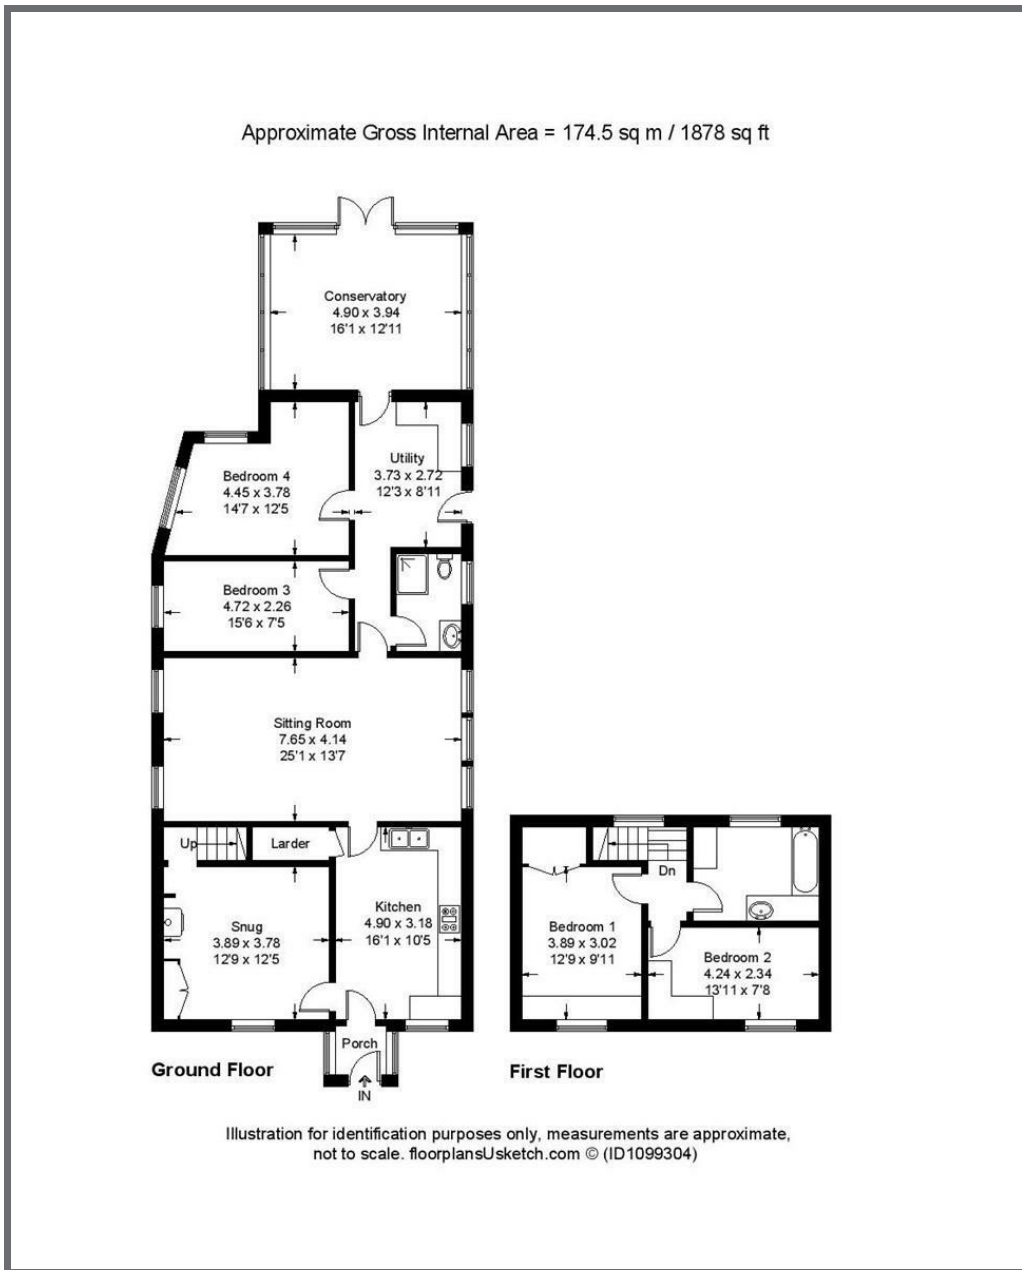 Approximate Gross Internal Area = 174.5 sq m / 1878 sq ft
Conservatory
4.90 x 3.94
16'1 x 12'11
Utility
3.73 x 2.72
12'3 x 8'11
Bedroom 4
4.45 x 3.78
14'7 x 12'5
Bedroom 3
4.72 x 2.26
15'6 x 7'5
Sitting Room
7.65 x 4.14
25'1 x 13'7
Up
Larder
Kitchen
4.90 x 3.18
16'1 x 10'5
Snug
3.89 x 3.78
12'9 x 12'5
Porch
IN
Ground Floor
Dn
Bedroom 1
3.89 x 3.02
12'9 x 9'11
Bedroom 2
4.24 x 2.34
13'11 x 7'8
First Floor
Illustration for identification purposes only, measurements are approximate,
not to scale. floorplansUsketch.com © (ID1099304)